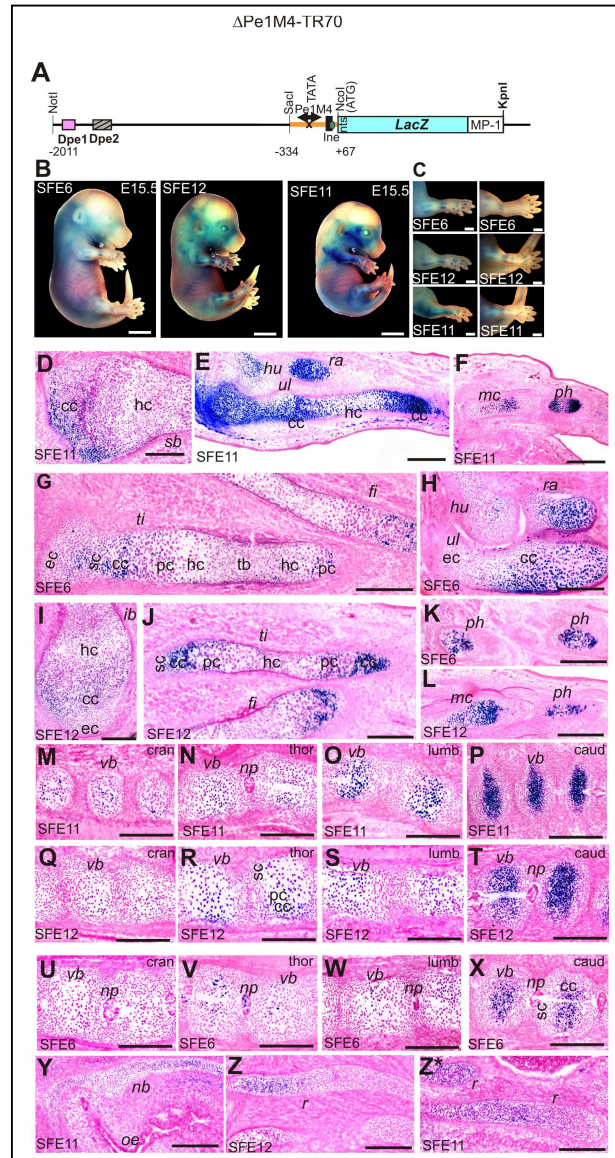 ΔPe1M4-TR70
A
NotI
SacI
TATA
Pe1M4
NcoI
(ATG)
KpnI
nts
LacZ
MP-1
Dpe1 Dpe2
Ine
-2011
-334
+67
B SFE6 E15.5
SFE12
SFE11 E15.5
C
SFE6 SFE6
SFE12 SFE12
SFE11 SFE11
D cc hc sb SFE11
E hu ra ul cc hc cc SFE11
F mc ph SFE11
G ti fi ec sc cc pc hc tb hc pc SFE6
H ra hu ul ec cc SFE6
I ib hc cc ec SFE12
J ti sc cc pc hc pc cc fi SFE12
K ph ph SFE6
L mc ph SFE12
M cran vb SFE11
N thor vb np SFE11
O lumb vb SFE11
P caud vb SFE11
Q cran vb SFE12
R thor vb sc pc cc SFE12
S lumb vb SFE12
T caud vb np SFE12
U cran vb np SFE6
V thor vb vb np SFE6
W lumb vb np SFE6
X caud vb np cc sc SFE6
Y nb oe SFE11
Z r SFE12
Z* r r SFE11